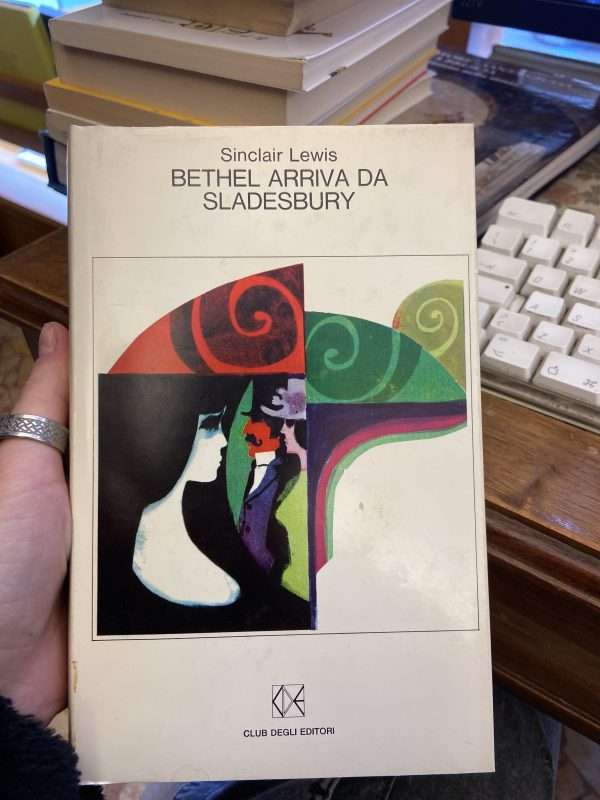 Sinclair Lewis
BETHEL ARRIVA DA
SLADESBURY
CLUB DEGLI EDITORI